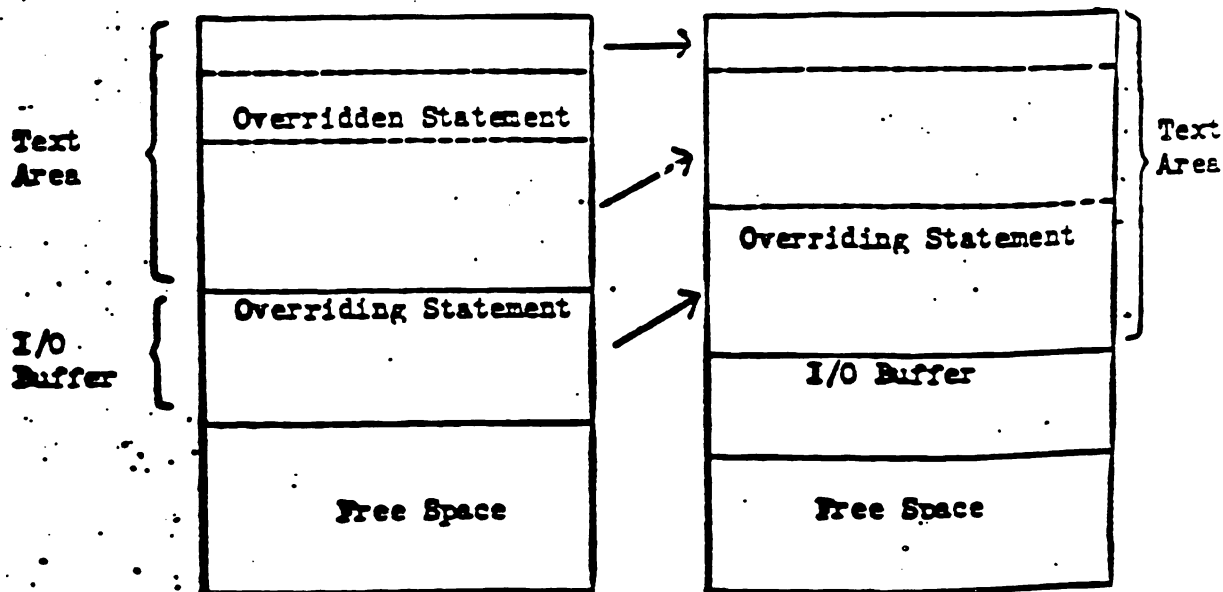 Text
Area
I/O
Buffer
Overridden Statement
Overriding Statement
Free Space
Overriding Statement
I/O Buffer
Free Space
Text
Area